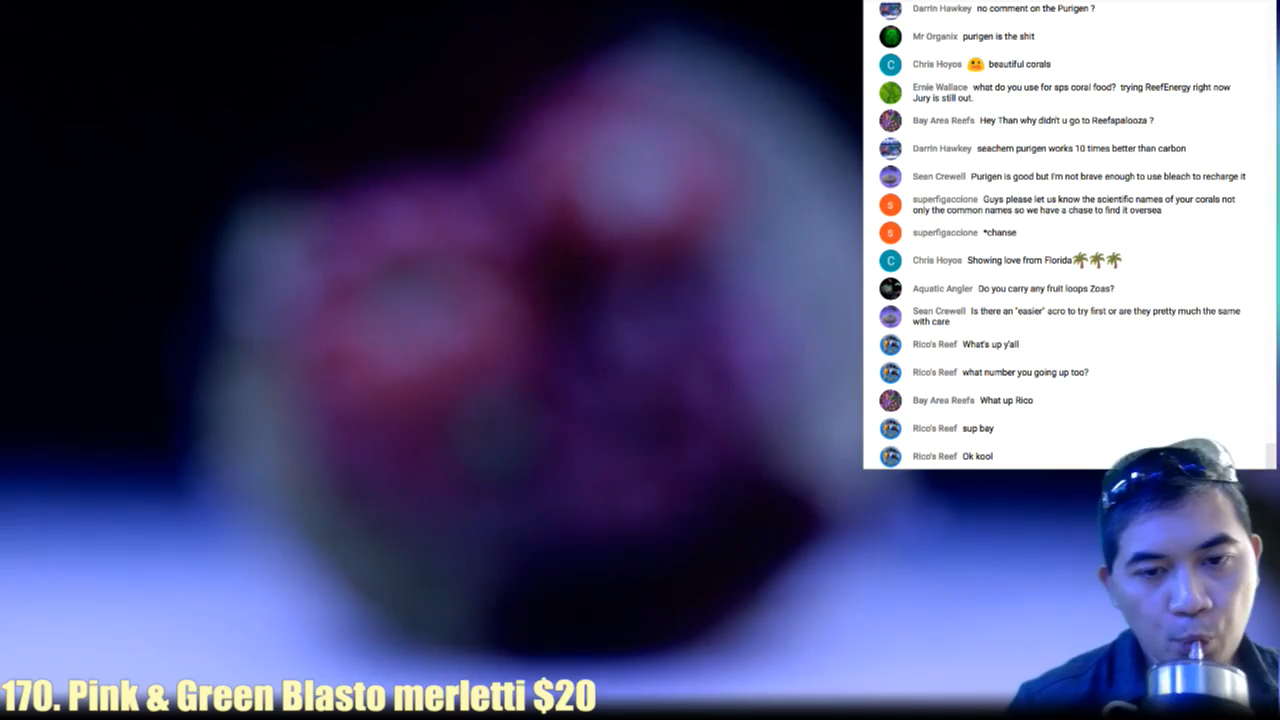 Darrin Hawkey no comment on the Purigen ?
Mr Organix purigen is the shit
C Chris Hoyos beautiful corals
Ernie Wallace what do you use for sps coral food? trying ReefEnergy right now
Jury is still out.
Bay Area Reefs Hey Than why didn't u go to Reefapalooza ?
Darrin Hawkey seachem purigen works 10 times better than carbon
Sean Crewell Purigen is good but I'm not brave enough to use bleach to recharge it
s superfigaccione Guys please let us know the scientific names of your corals not
only the common names so we have a chase to find it oversea
s superfigaccione *chanse
C Chris Hoyos Showing love from Florida🌴🌴🌴
Aquatic Angler Do you carry any fruit loops Zoas?
Sean Crewell Is there an "easier" acro to try first or are they pretty much the same
with care
Rico's Reef What's up y'all
Rico's Reef what number you going up too?
Bay Area Reefs What up Rico
Rico's Reef sup bay
Rico's Reef Ok kool
170. Pink & Green Blasto merletti $20